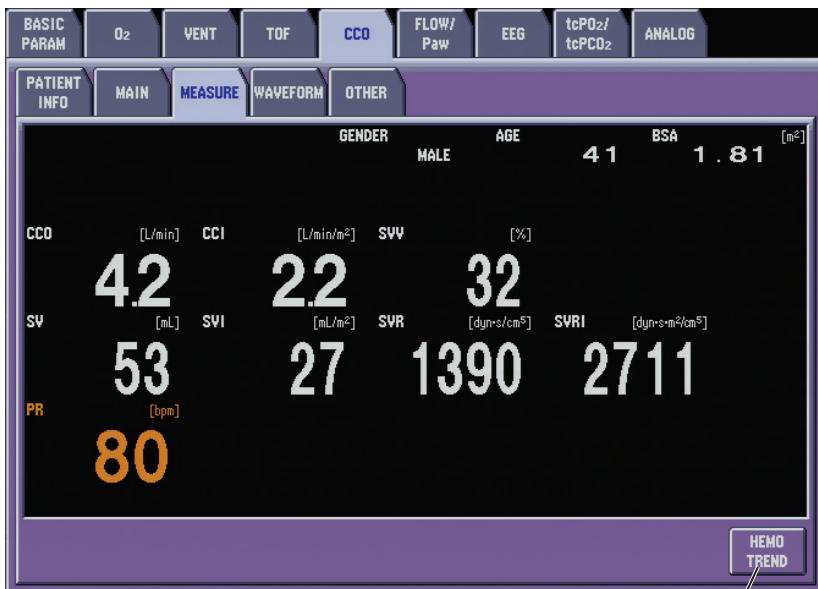 BASIC PARAM O2 VENT TOF CCO FLOW/ Paw EEG tcPO2/ tcPCO2 ANALOG
PATIENT INFO MAIN MEASURE WAVEFORM OTHER
GENDER MALE AGE 41 BSA 1.81 [m²]
CCO [L/min] CCI [L/min/m²] SVV [%]
4.2 2.2 32
SV [mL] SVI [mL/m²] SVR [dyn·s/cm⁵] SVRI [dyn·s·m²/cm⁵]
53 27 1390 2711
PR [bpm]
80
HEMO
TREND